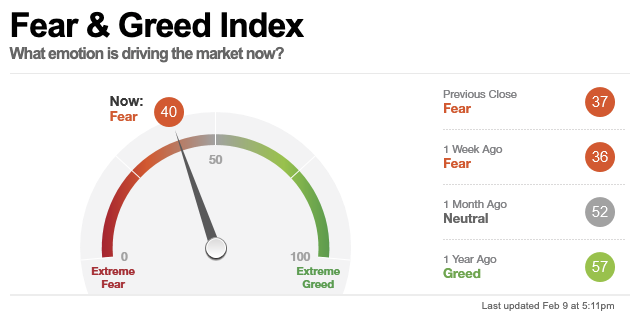 Fear & Greed Index
What emotion is driving the market now?
Now:
Fear
40
50
0
100
Extreme
Fear
Extreme
Greed
Previous Close
Fear
37
1 Week Ago
Fear
36
1 Month Ago
Neutral
52
1 Year Ago
Greed
57
Last updated Feb 9 at 5:11pm